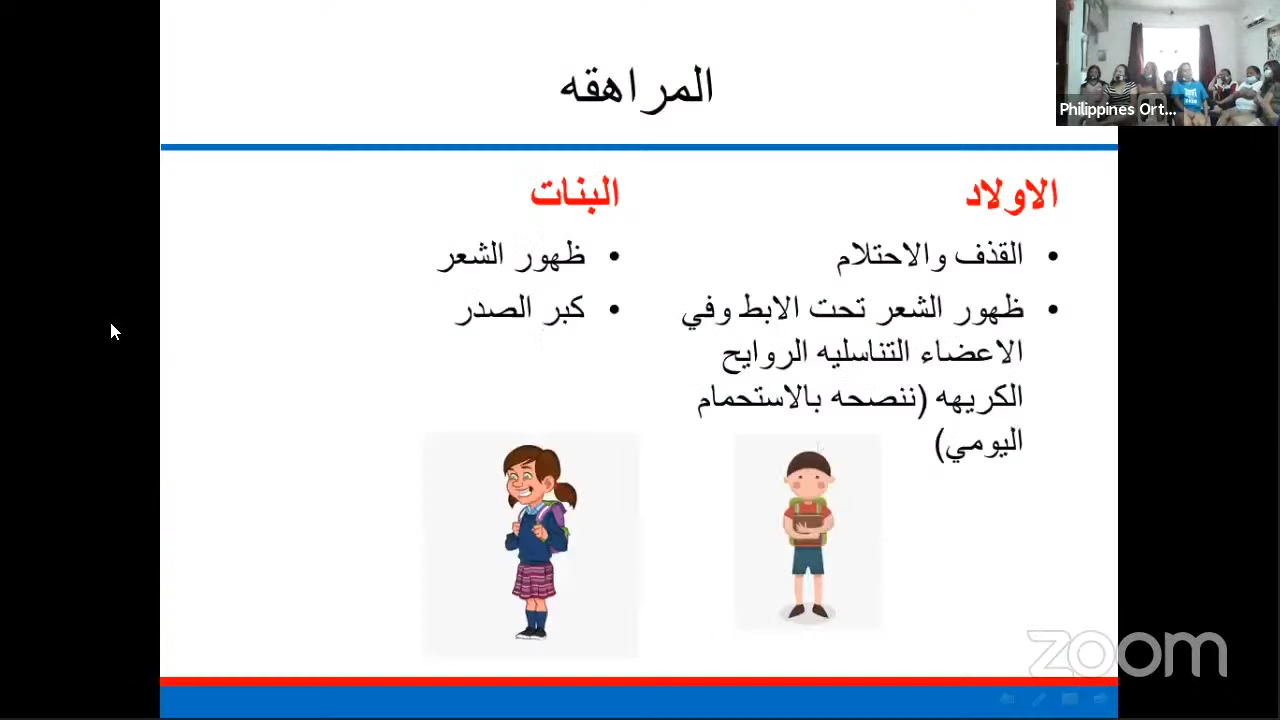 المراهقه
الاولاد
• القذف والاحتلام
• ظهور الشعر تحت الابط وفي
الاعضاء التناسليه الروايح
الكريهه (ننصحه بالاستحمام
اليومي)
البنات
• ظهور الشعر
• كبر الصدر
Philippines Ort...
zoom